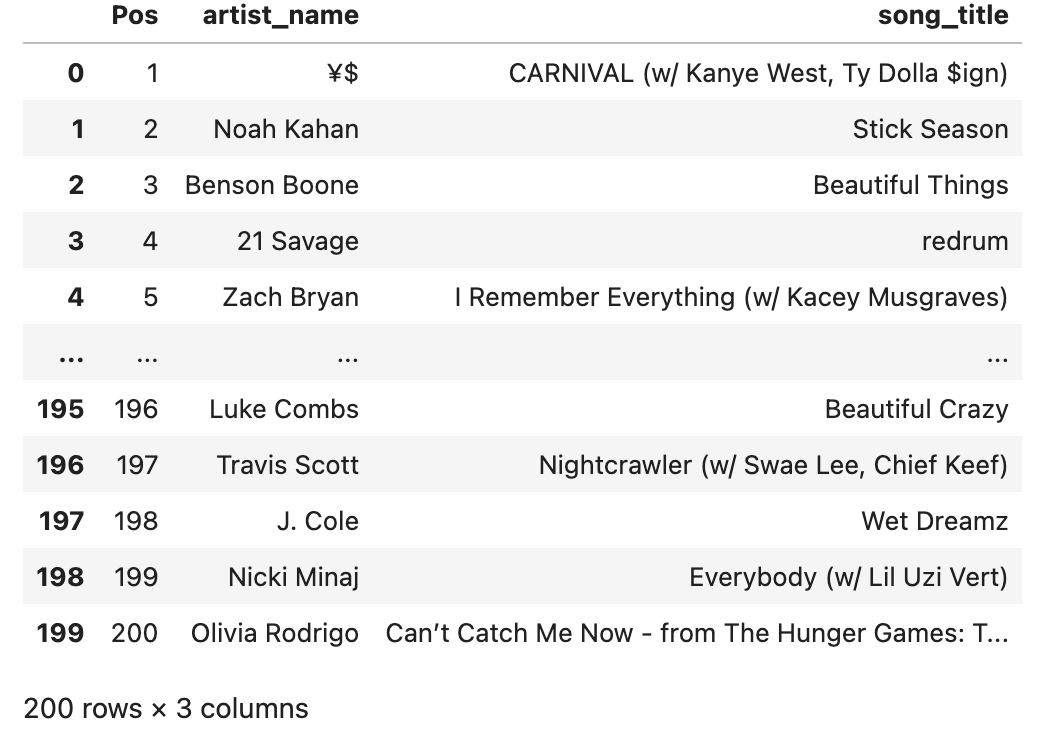 Pos artist_name song_title
0 1 ¥$ CARNIVAL (w/ Kanye West, Ty Dolla $ign)
1 2 Noah Kahan Stick Season
2 3 Benson Boone Beautiful Things
3 4 21 Savage redrum
4 5 Zach Bryan I Remember Everything (w/ Kacey Musgraves)
... ... ... ...
195 196 Luke Combs Beautiful Crazy
196 197 Travis Scott Nightcrawler (w/ Swae Lee, Chief Keef)
197 198 J. Cole Wet Dreamz
198 199 Nicki Minaj Everybody (w/ Lil Uzi Vert)
199 200 Olivia Rodrigo Can’t Catch Me Now - from The Hunger Games: T...
200 rows × 3 columns